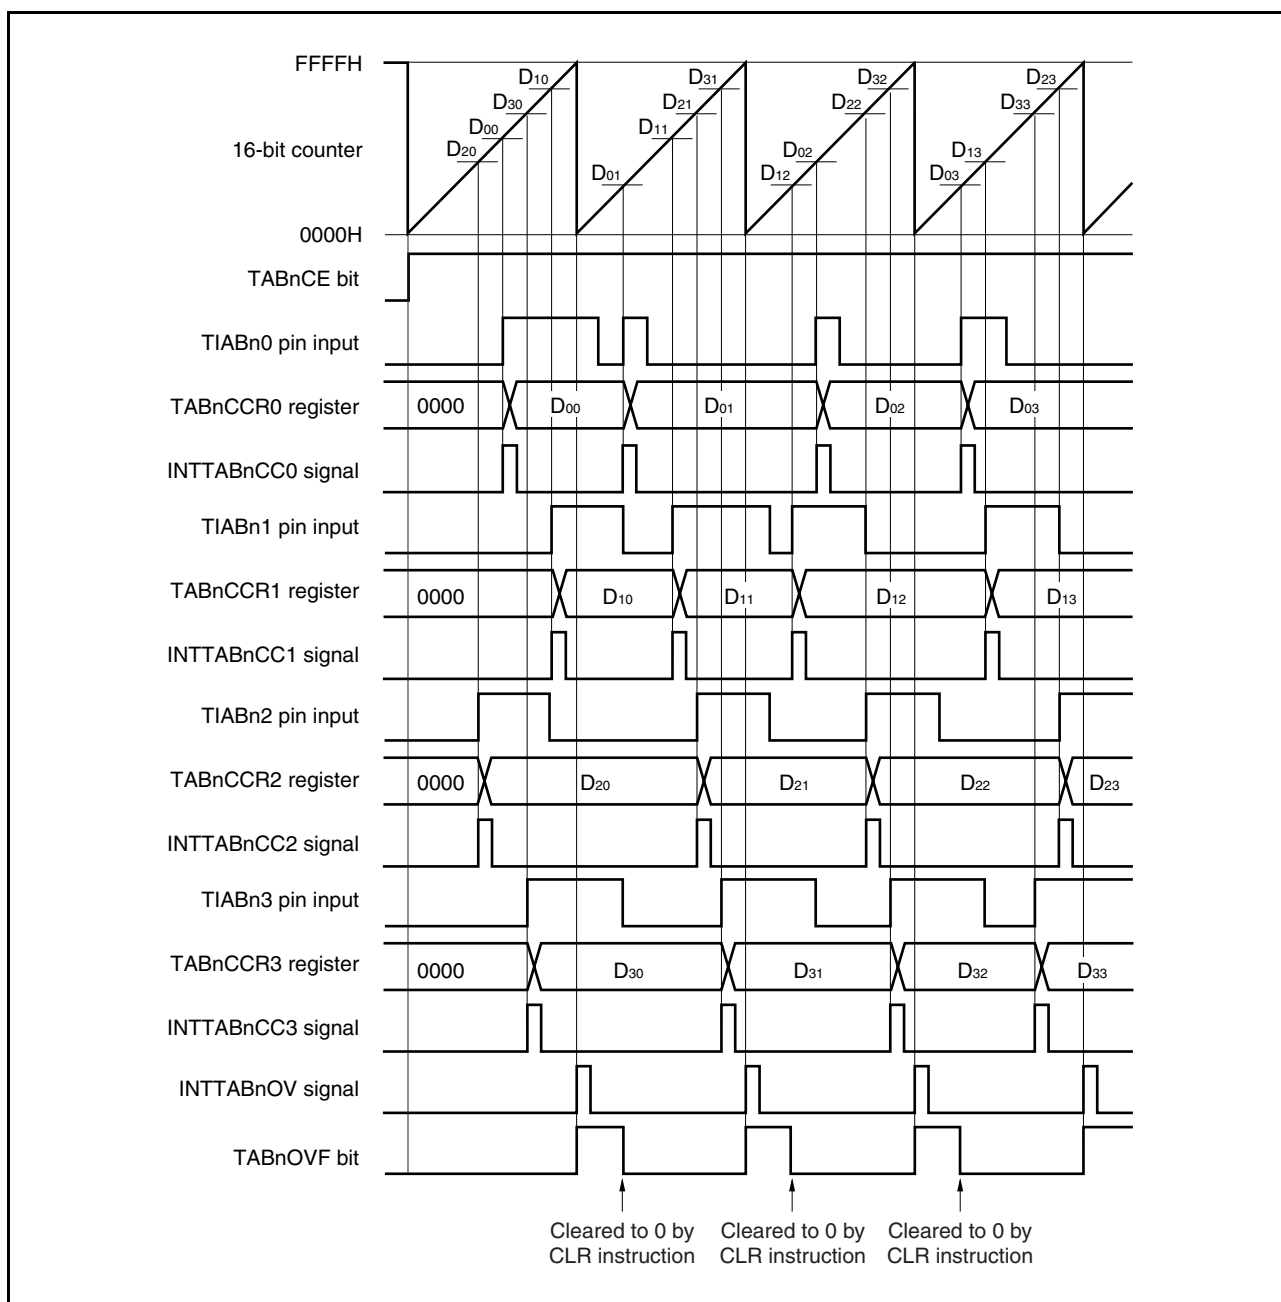 FFFFH
D10
D31
D32
D23
D30
D21
D22
D33
D00
D11
16-bit counter
D20
D02
D13
D01
D12
D03
0000H
TABnCE bit
TIABn0 pin input
TABnCCR0 register
0000 D00 D01 D02 D03
INTTABnCC0 signal
TIABn1 pin input
TABnCCR1 register
0000 D10 D11 D12 D13
INTTABnCC1 signal
TIABn2 pin input
TABnCCR2 register
0000 D20 D21 D22 D23
INTTABnCC2 signal
TIABn3 pin input
TABnCCR3 register
0000 D30 D31 D32 D33
INTTABnCC3 signal
INTTABnOV signal
TABnOVF bit
Cleared to 0 by
CLR instruction
Cleared to 0 by
CLR instruction
Cleared to 0 by
CLR instruction